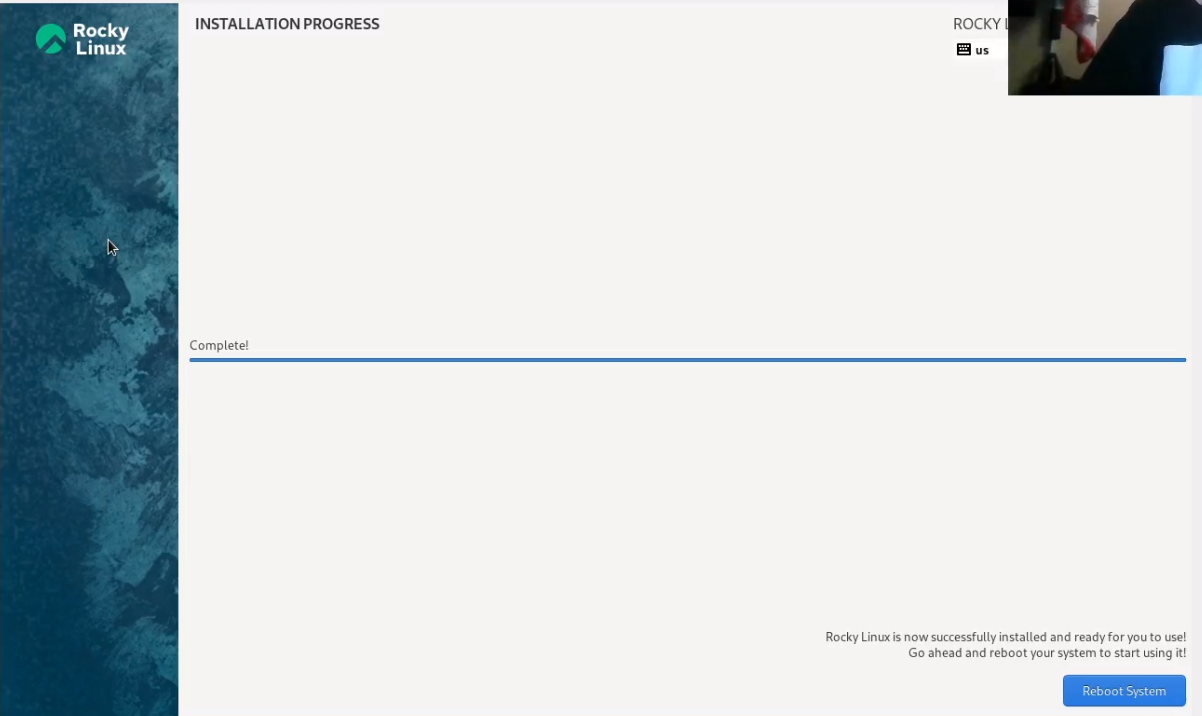 Rocky
Linux
INSTALLATION PROGRESS
ROCKY
us
Complete!
Rocky Linux is now successfully installed and ready for you to use!
Go ahead and reboot your system to start using it!
Reboot System